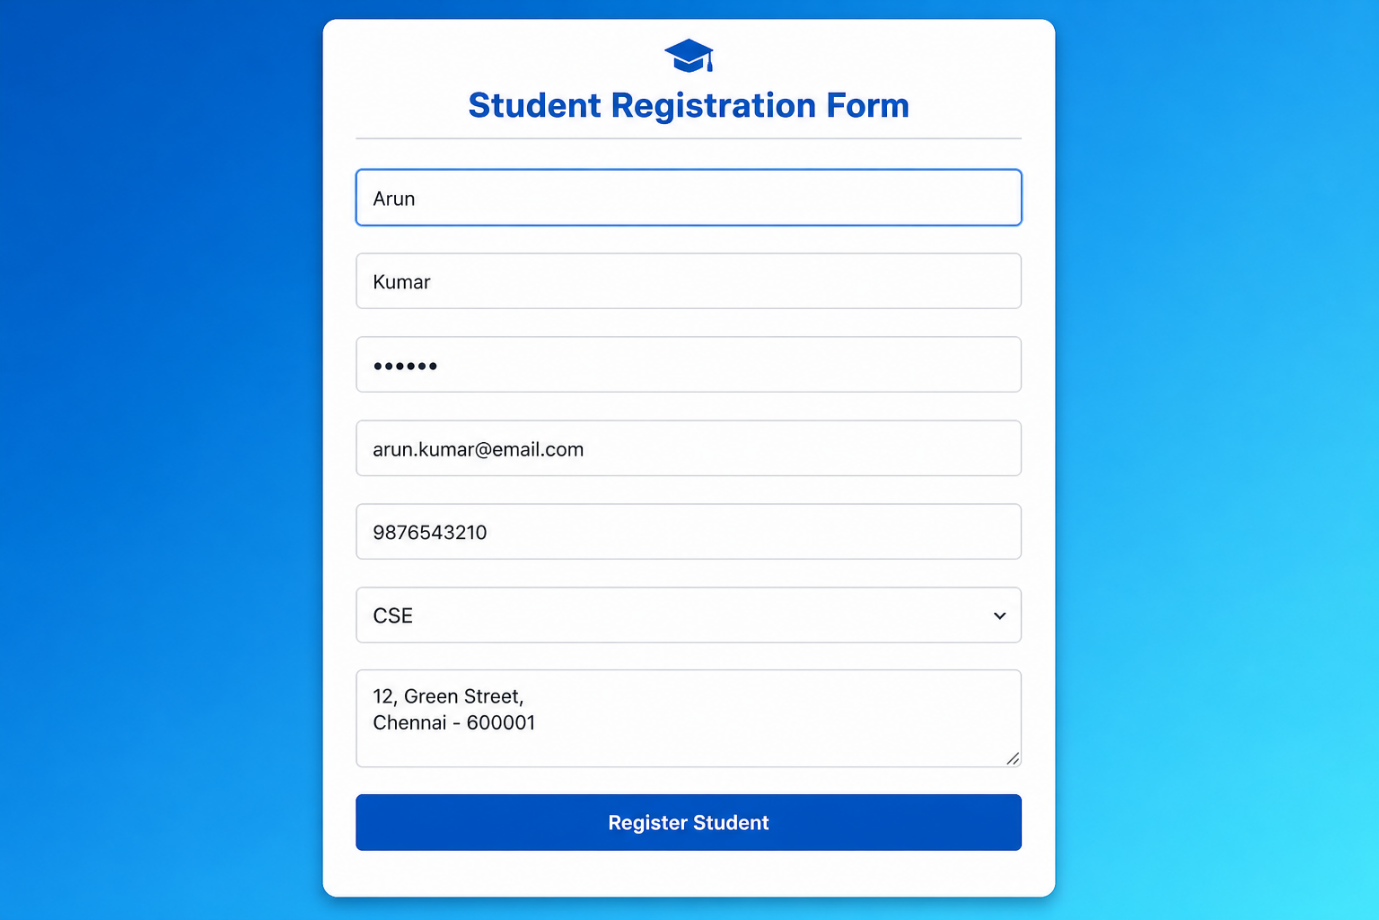 Student Registration Form
Arun
Kumar
••••••
arun.kumar@email.com
9876543210
CSE
12, Green Street,
Chennai - 600001
Register Student